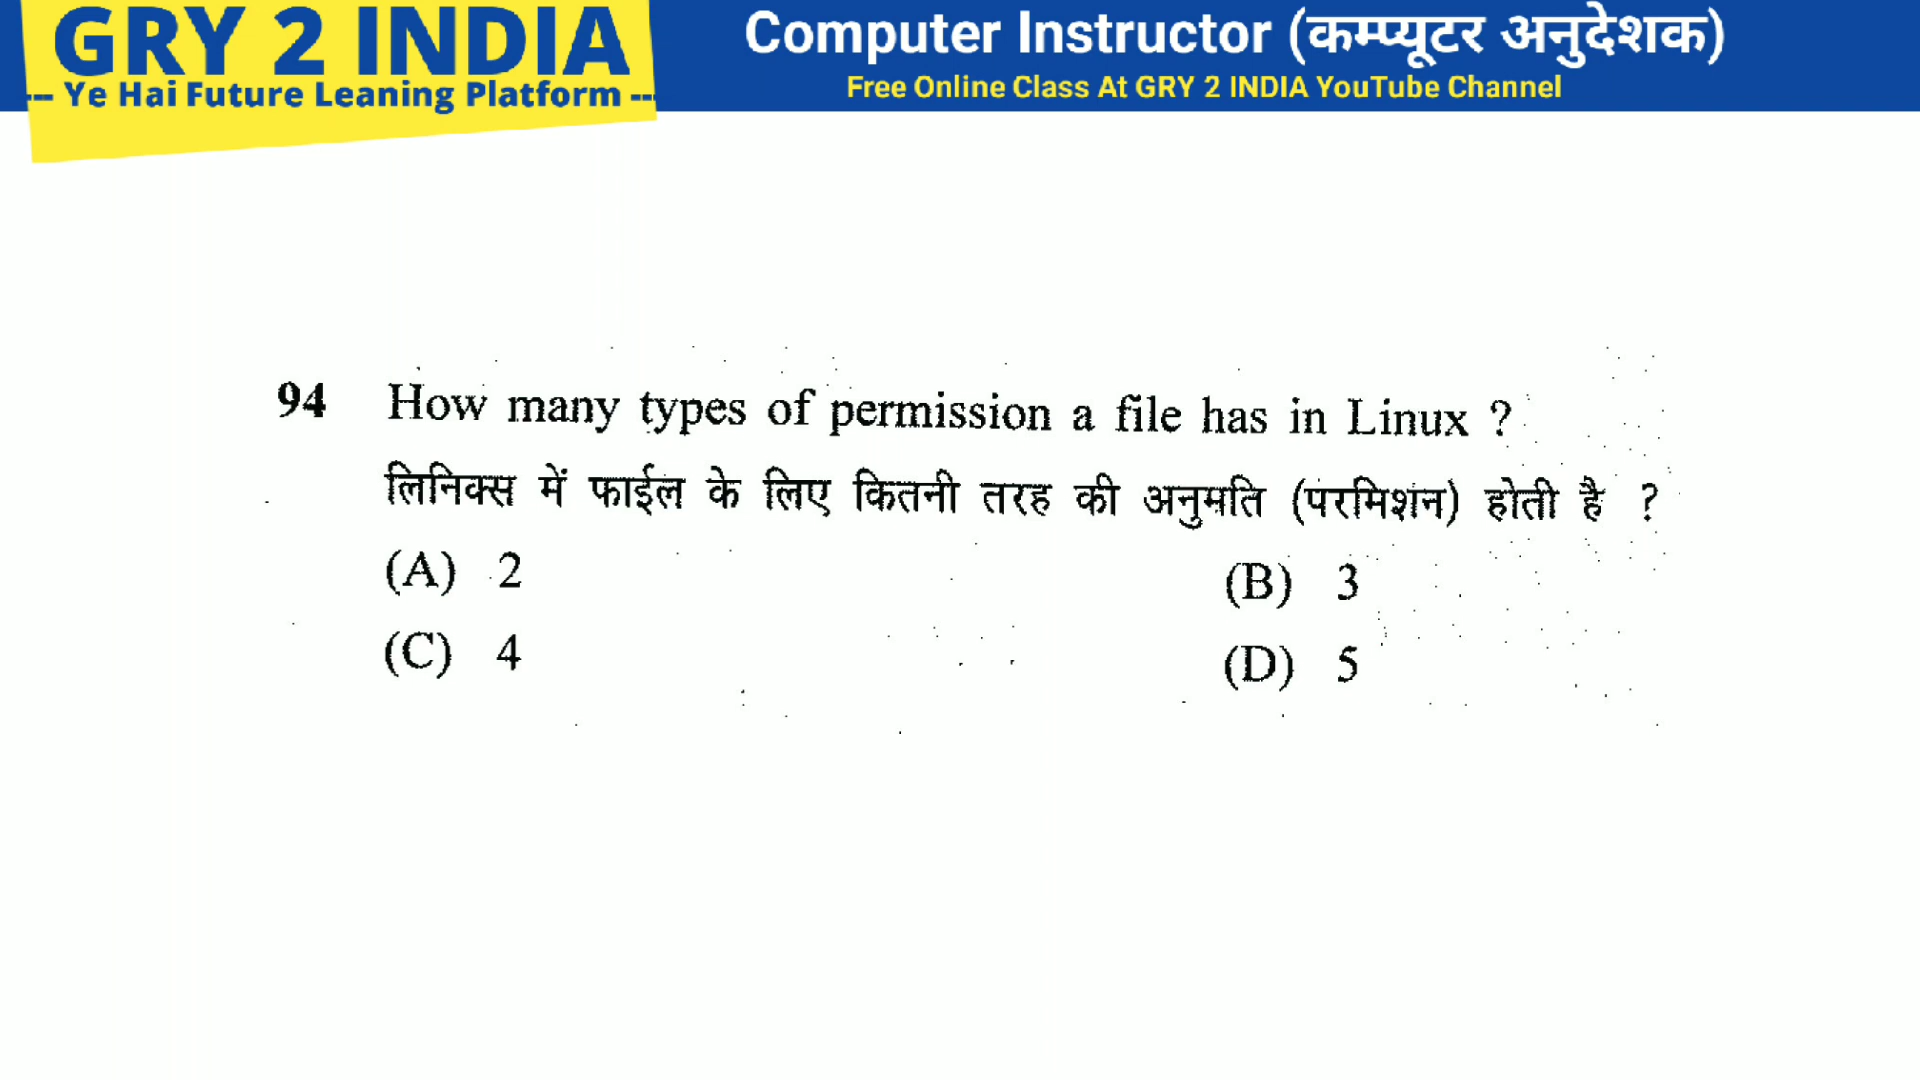 GRY 2 INDIA
--- Ye Hai Future Leaning Platform ---
Computer Instructor (कम्प्यूटर अनुदेशक)
Free Online Class At GRY 2 INDIA YouTube Channel
94 How many types of permission a file has in Linux ?
लिनिक्स में फाईल के लिए कितनी तरह की अनुमति (परमिशन) होती है ?
(A) 2 (B) 3
(C) 4 (D) 5